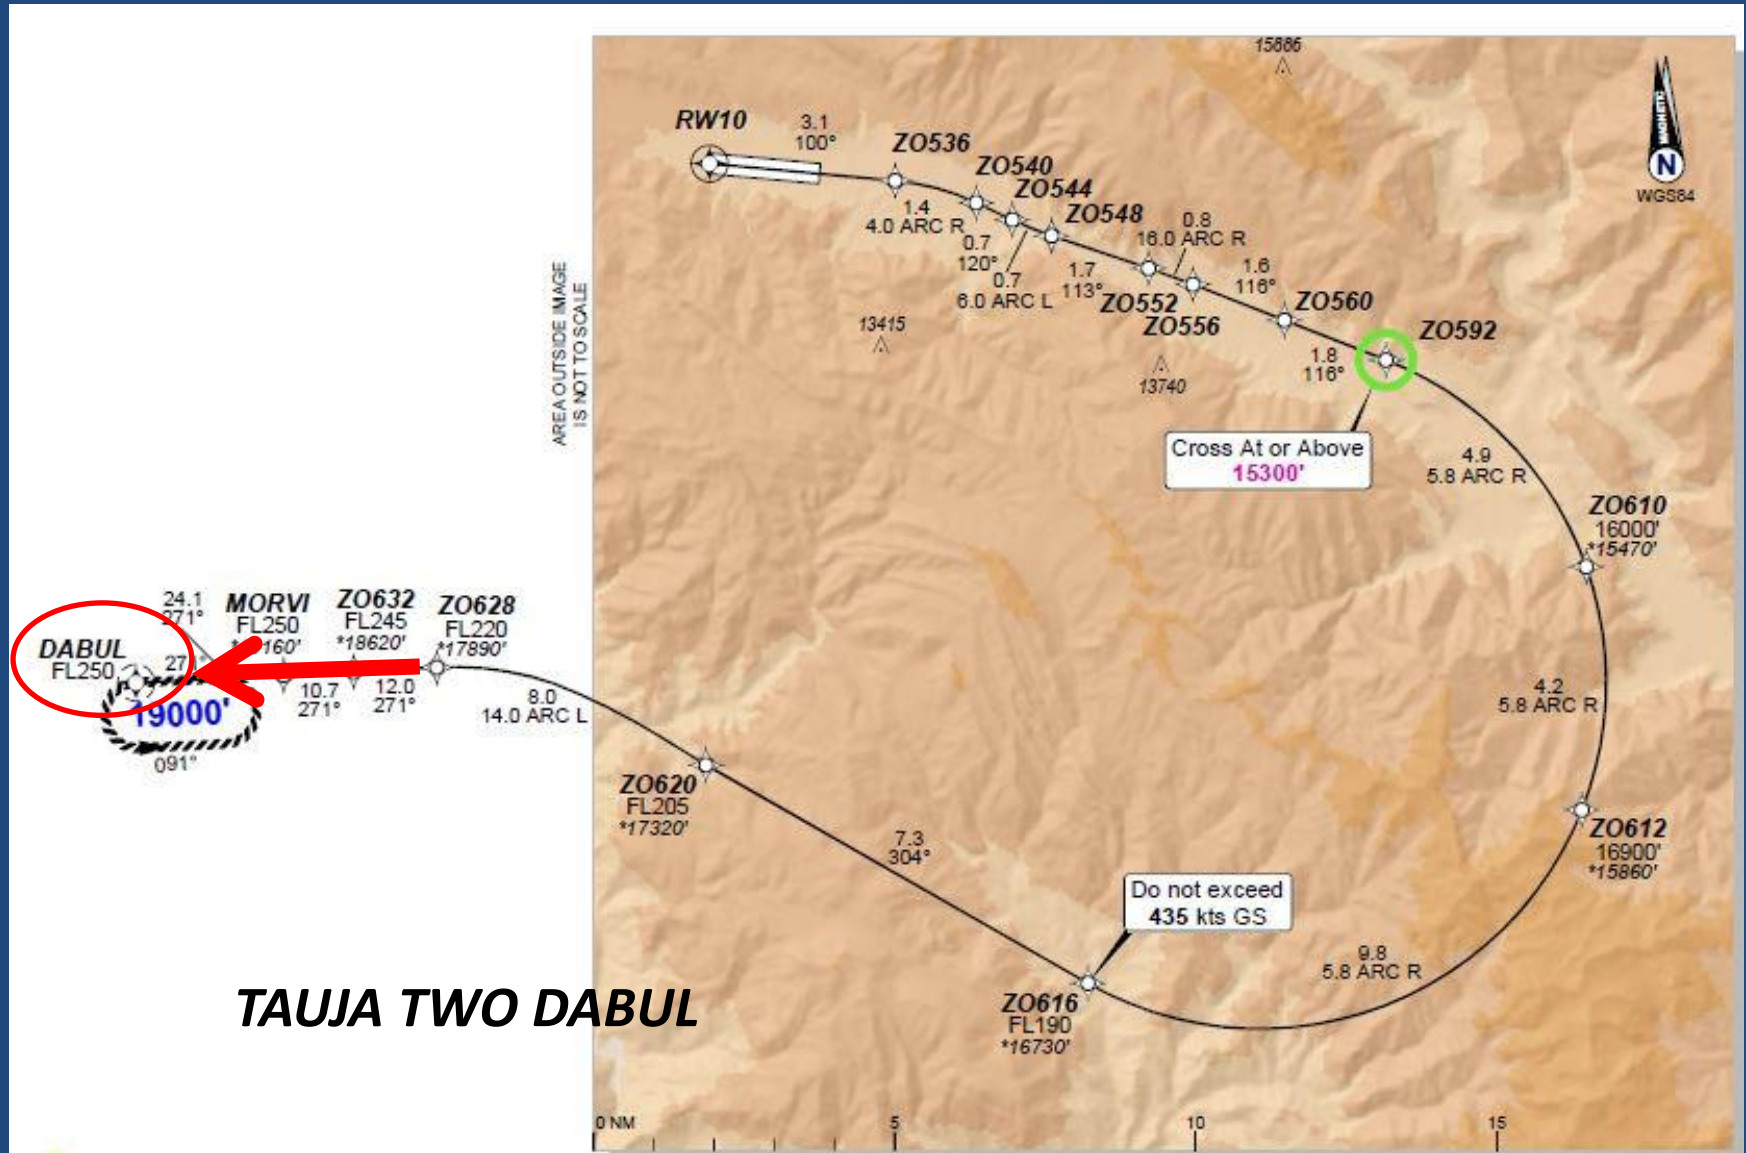 15886
RW10
3.1
100°
ZO536
ZO540
ZO544
ZO548
1.4
4.0 ARC R
0.7
120°
0.7
6.0 ARC L
1.7
113°
0.8
16.0 ARC R
1.6
116°
ZO552
ZO556
ZO560
ZO592
1.8
116°
MAGNETIC
N
WGS84
AREA OUTSIDE IMAGE
IS NOT TO SCALE
13415
13740
Cross At or Above
15300'
4.9
5.8 ARC R
ZO610
16000'
*15470'
24.1
271°
MORVI
FL250
160'
ZO632
FL245
*18620'
ZO628
FL220
*17890'
DABUL
FL250
19000'
091°
10.7
271°
12.0
271°
8.0
14.0 ARC L
4.2
5.8 ARC R
ZO620
FL205
*17320'
7.3
304°
ZO612
16900'
*15860'
Do not exceed
435 kts GS
9.8
5.8 ARC R
ZO616
FL190
*16730'
TAUJA TWO DABUL
0 NM
5
10
15